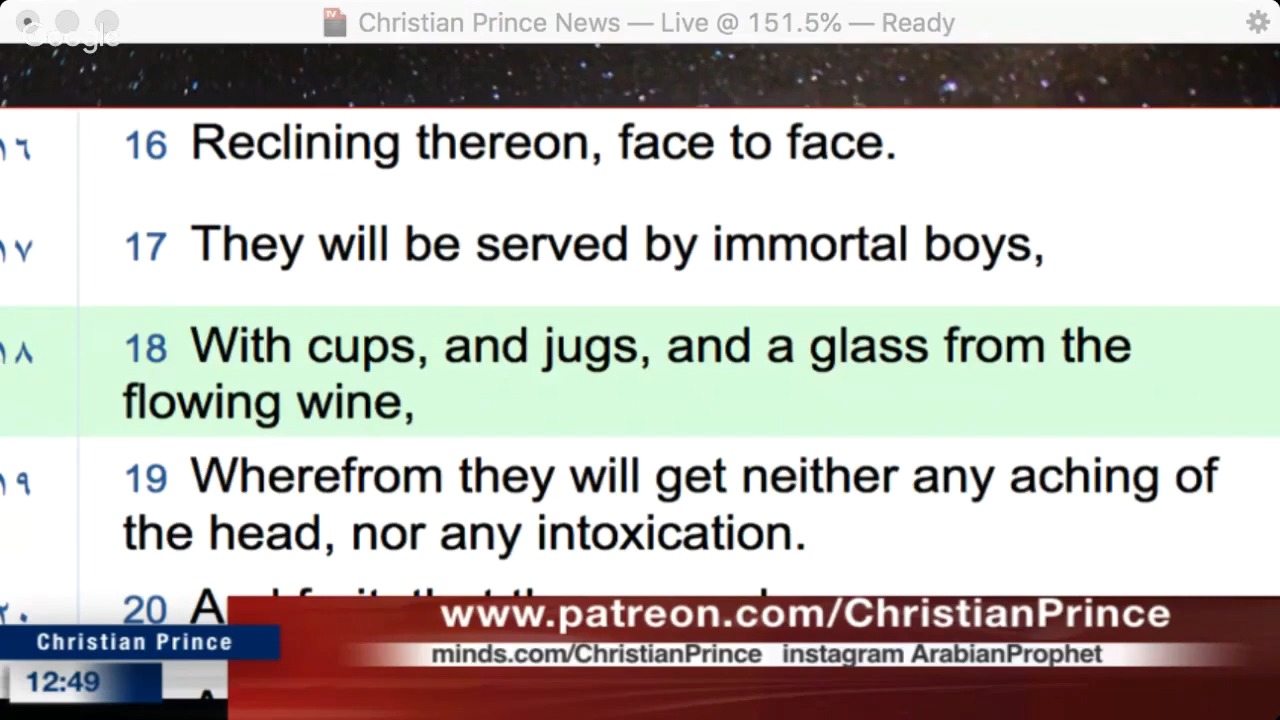 Christian Prince News — Live @ 151.5% — Ready
Google
TV
١٦ 16 Reclining thereon, face to face.
١٧ 17 They will be served by immortal boys,
١٨ 18 With cups, and jugs, and a glass from the
flowing wine,
١٩ 19 Wherefrom they will get neither any aching of
the head, nor any intoxication.
٢٠ 20
www.patreon.com/ChristianPrince
Christian Prince
minds.com/ChristianPrince instagram ArabianProphet
12:49